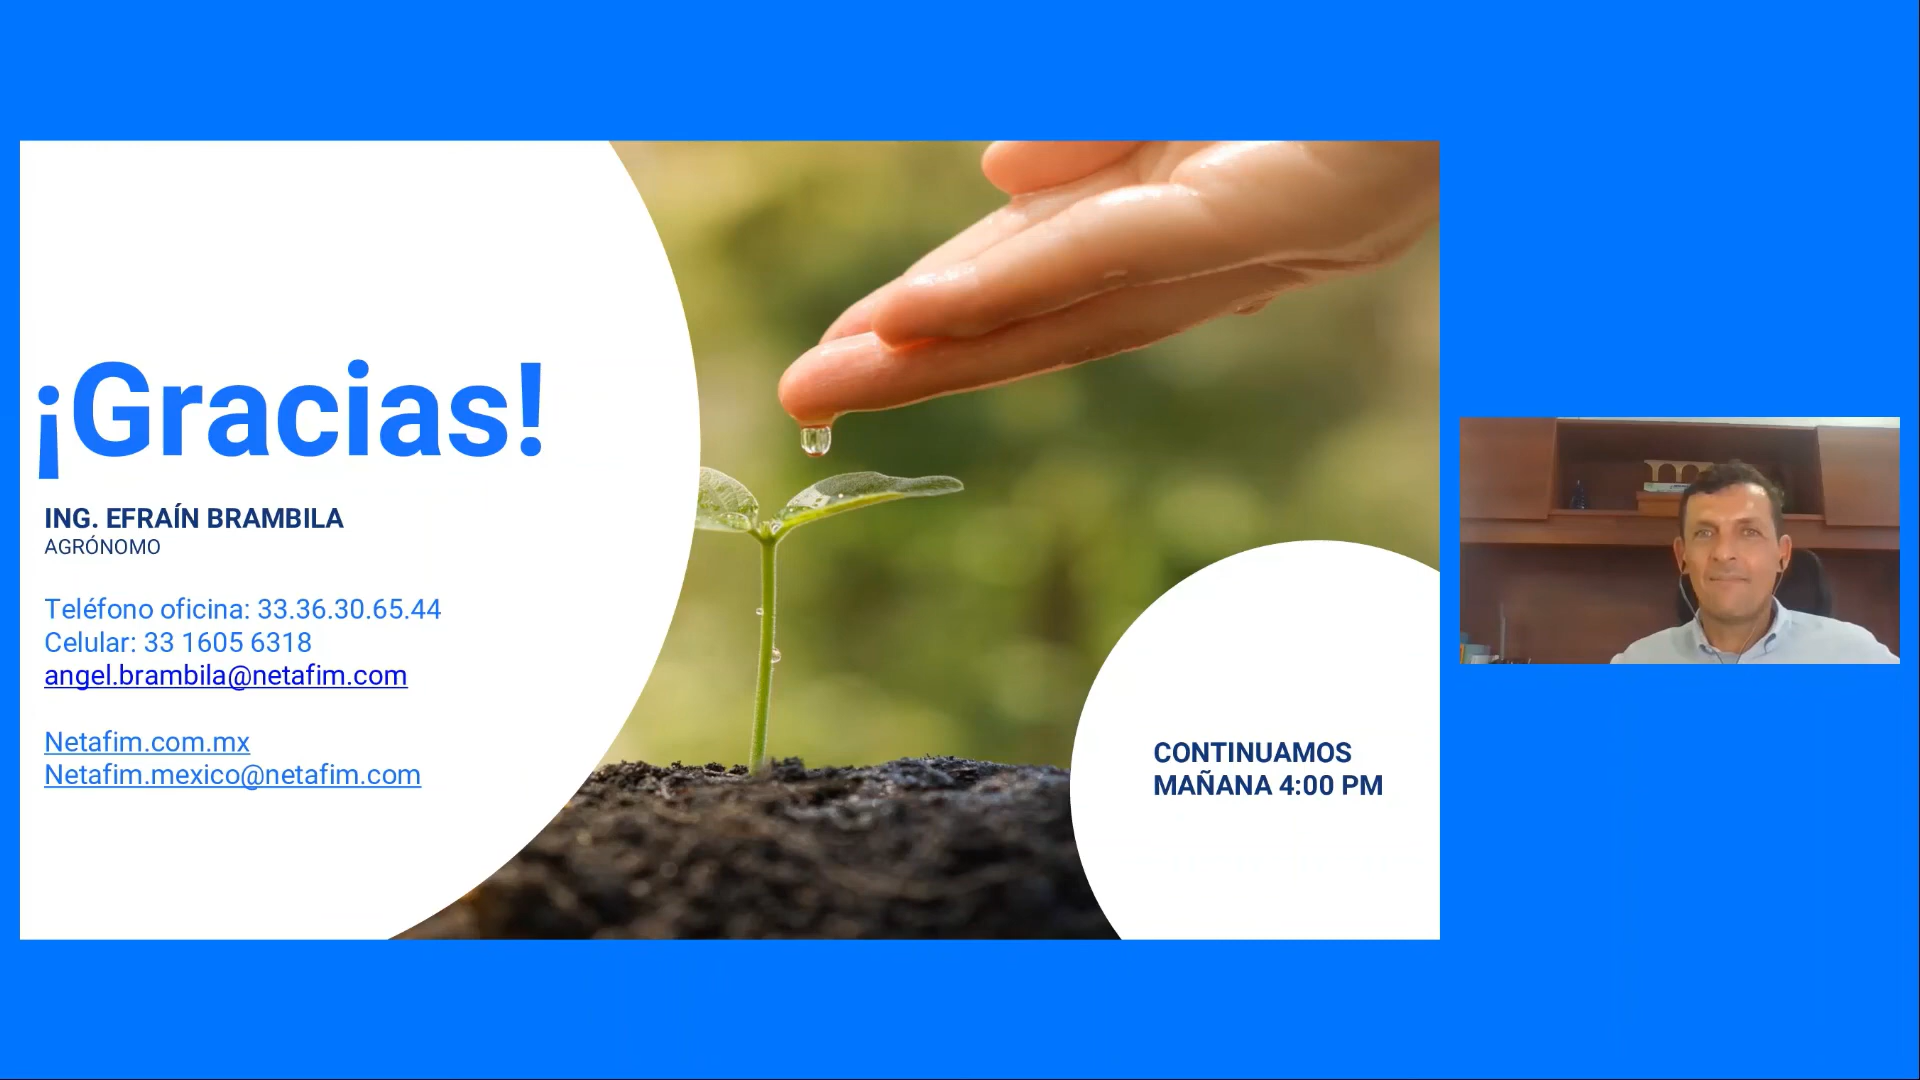 ¡Gracias!
ING. EFRAÍN BRAMBILA
AGRÓNOMO
Teléfono oficina: 33.36.30.65.44
Celular: 33 1605 6318
angel.brambila@netafim.com
Netafim.com.mx
Netafim.mexico@netafim.com
CONTINUAMOS
MAÑANA 4:00 PM